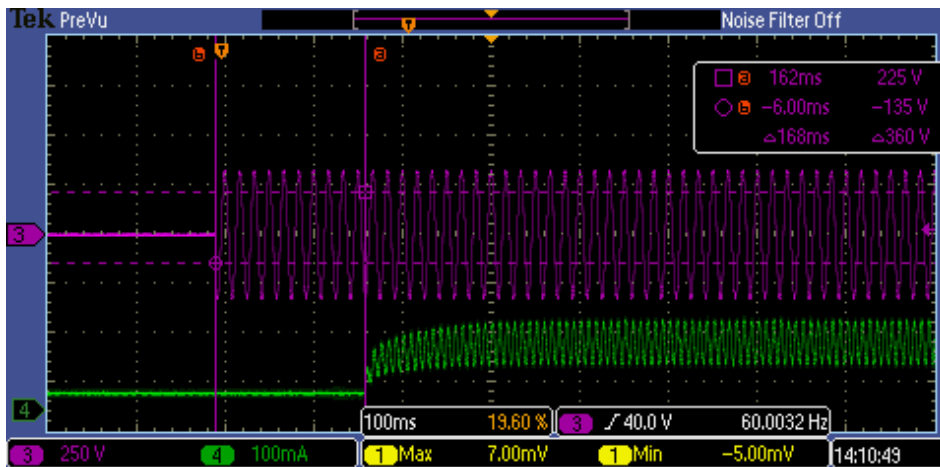 Tek PreVu Noise Filter Off
b T a
a 162ms 225 V
b −6.00ms −135 V
△168ms △360 V
3
4
100ms 19.60 % 3 ∫ 40.0 V 60.0032 Hz
3 250 V 4 100mA 1 Max 7.00mV 1 Min −5.00mV 14:10:49